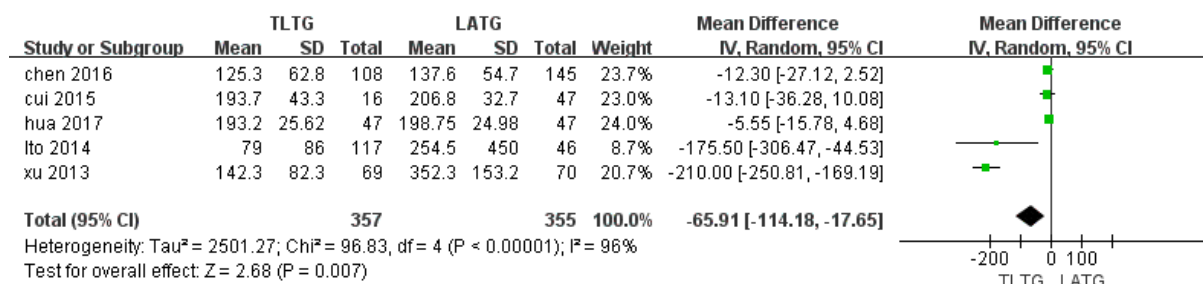 TLTG LATG Mean Difference Mean Difference
Study or Subgroup Mean SD Total Mean SD Total Weight IV, Random, 95% CI IV, Random, 95% CI
chen 2016 125.3 62.8 108 137.6 54.7 145 23.7% -12.30 [-27.12, 2.52]
cui 2015 193.7 43.3 16 206.8 32.7 47 23.0% -13.10 [-36.28, 10.08]
hua 2017 193.2 25.62 47 198.75 24.98 47 24.0% -5.55 [-15.78, 4.68]
Ito 2014 79 86 117 254.5 450 46 8.7% -175.50 [-306.47, -44.53]
xu 2013 142.3 82.3 69 352.3 153.2 70 20.7% -210.00 [-250.81, -169.19]
Total (95% CI) 357 355 100.0% -65.91 [-114.18, -17.65]
Heterogeneity: Tau² = 2501.27; Chi² = 96.83, df = 4 (P < 0.00001); I² = 96%
Test for overall effect: Z = 2.68 (P = 0.007)
-200 0 100
TLTG LATG